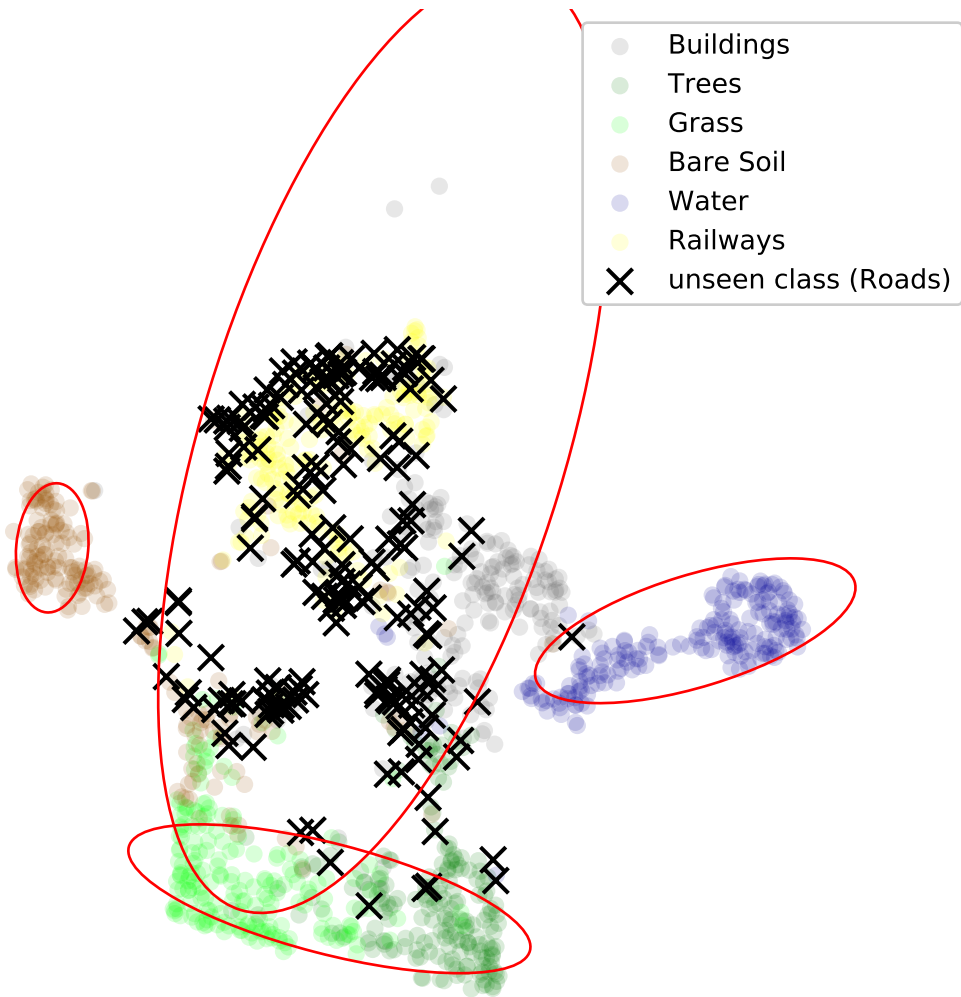 Buildings
Trees
Grass
Bare Soil
Water
Railways
unseen class (Roads)